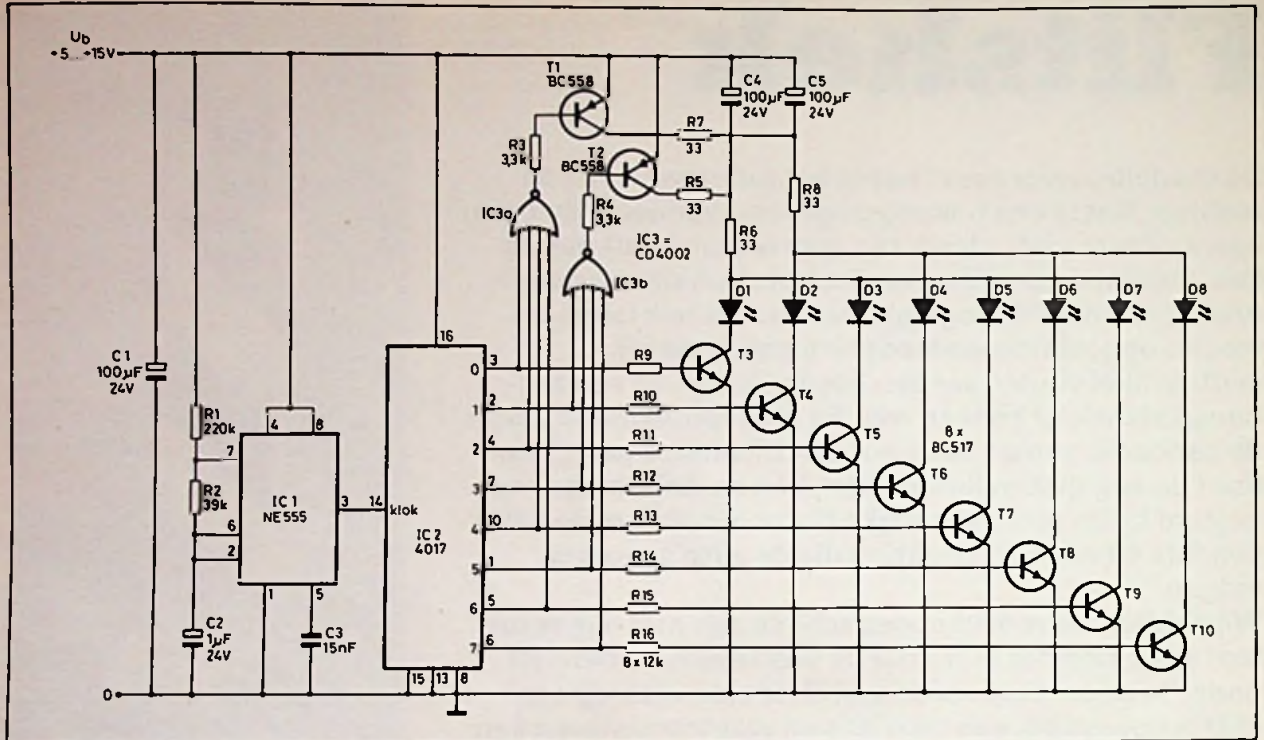 Ub
+5...+15V
C1
100µF
24V
R1
220k
R2
39k
C2
1µF
24V
7
6
2
4
8
IC1
NE555
3
1
5
C3
15nF
14
klok
16
IC2
4017
15
13
8
3
0
2
1
4
2
7
3
10
4
1
5
5
6
6
7
0
T1
BC558
R3
3,3k
T2
BC558
R4
3,3k
IC3a
IC3b
IC3 =
CD4002
R7
33
R5
33
R6
33
R8
33
C4
100µF
24V
C5
100µF
24V
D1
D2
D3
D4
D5
D6
D7
D8
R9
R10
R11
R12
R13
R14
R15
R16
8x12k
T3
T4
T5
T6
T7
T8
T9
T10
8x
BC517